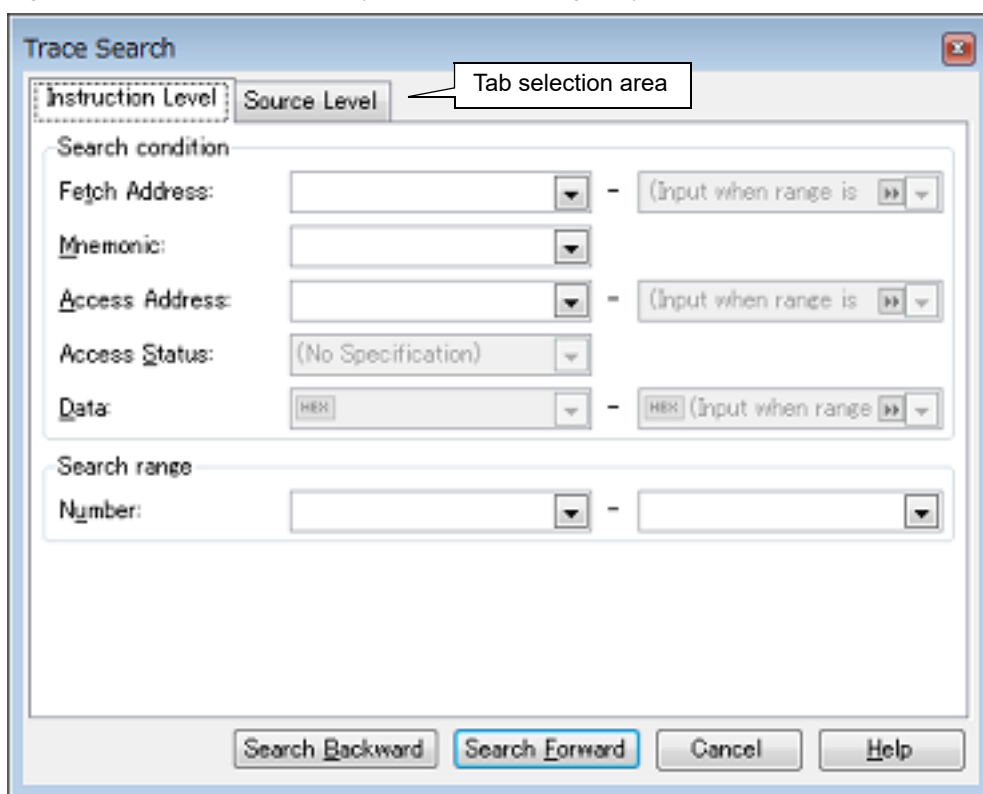 Trace Search
Tab selection area
Instruction Level Source Level
Search condition
Fetch Address: - (Input when range is
Mnemonic:
Access Address: - (Input when range is
Access Status: (No Specification)
Data: HEX - HEX (Input when range
Search range
Number: -
Search Backward Search Forward Cancel Help